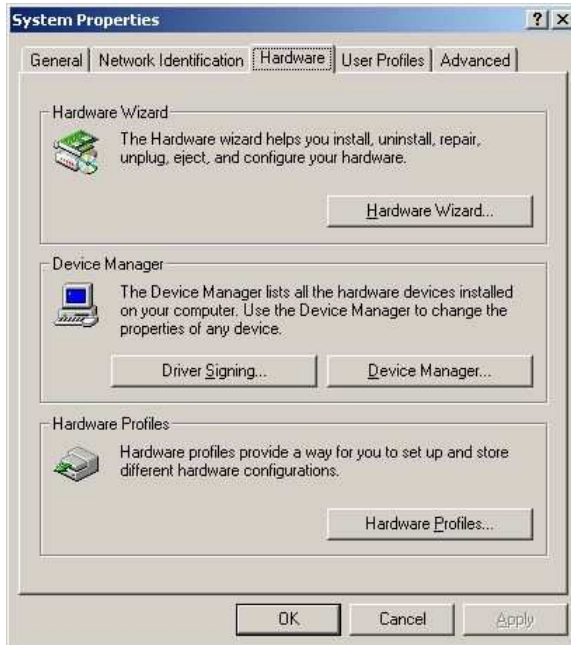 System Properties
? X
General Network Identification Hardware User Profiles Advanced
Hardware Wizard
The Hardware wizard helps you install, uninstall, repair,
unplug, eject, and configure your hardware.
Hardware Wizard...
Device Manager
The Device Manager lists all the hardware devices installed
on your computer. Use the Device Manager to change the
properties of any device.
Driver Signing... Device Manager...
Hardware Profiles
Hardware profiles provide a way for you to set up and store
different hardware configurations.
Hardware Profiles...
OK Cancel Apply